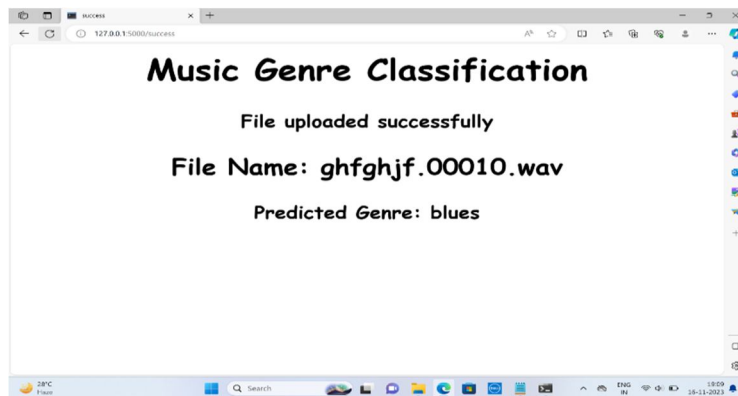 success
127.0.0.1:5000/success
Music Genre Classification
File uploaded successfully
File Name: ghfghjf.00010.wav
Predicted Genre: blues
28°C
Haze
Search
ENG
IN
19:09
16-11-2023